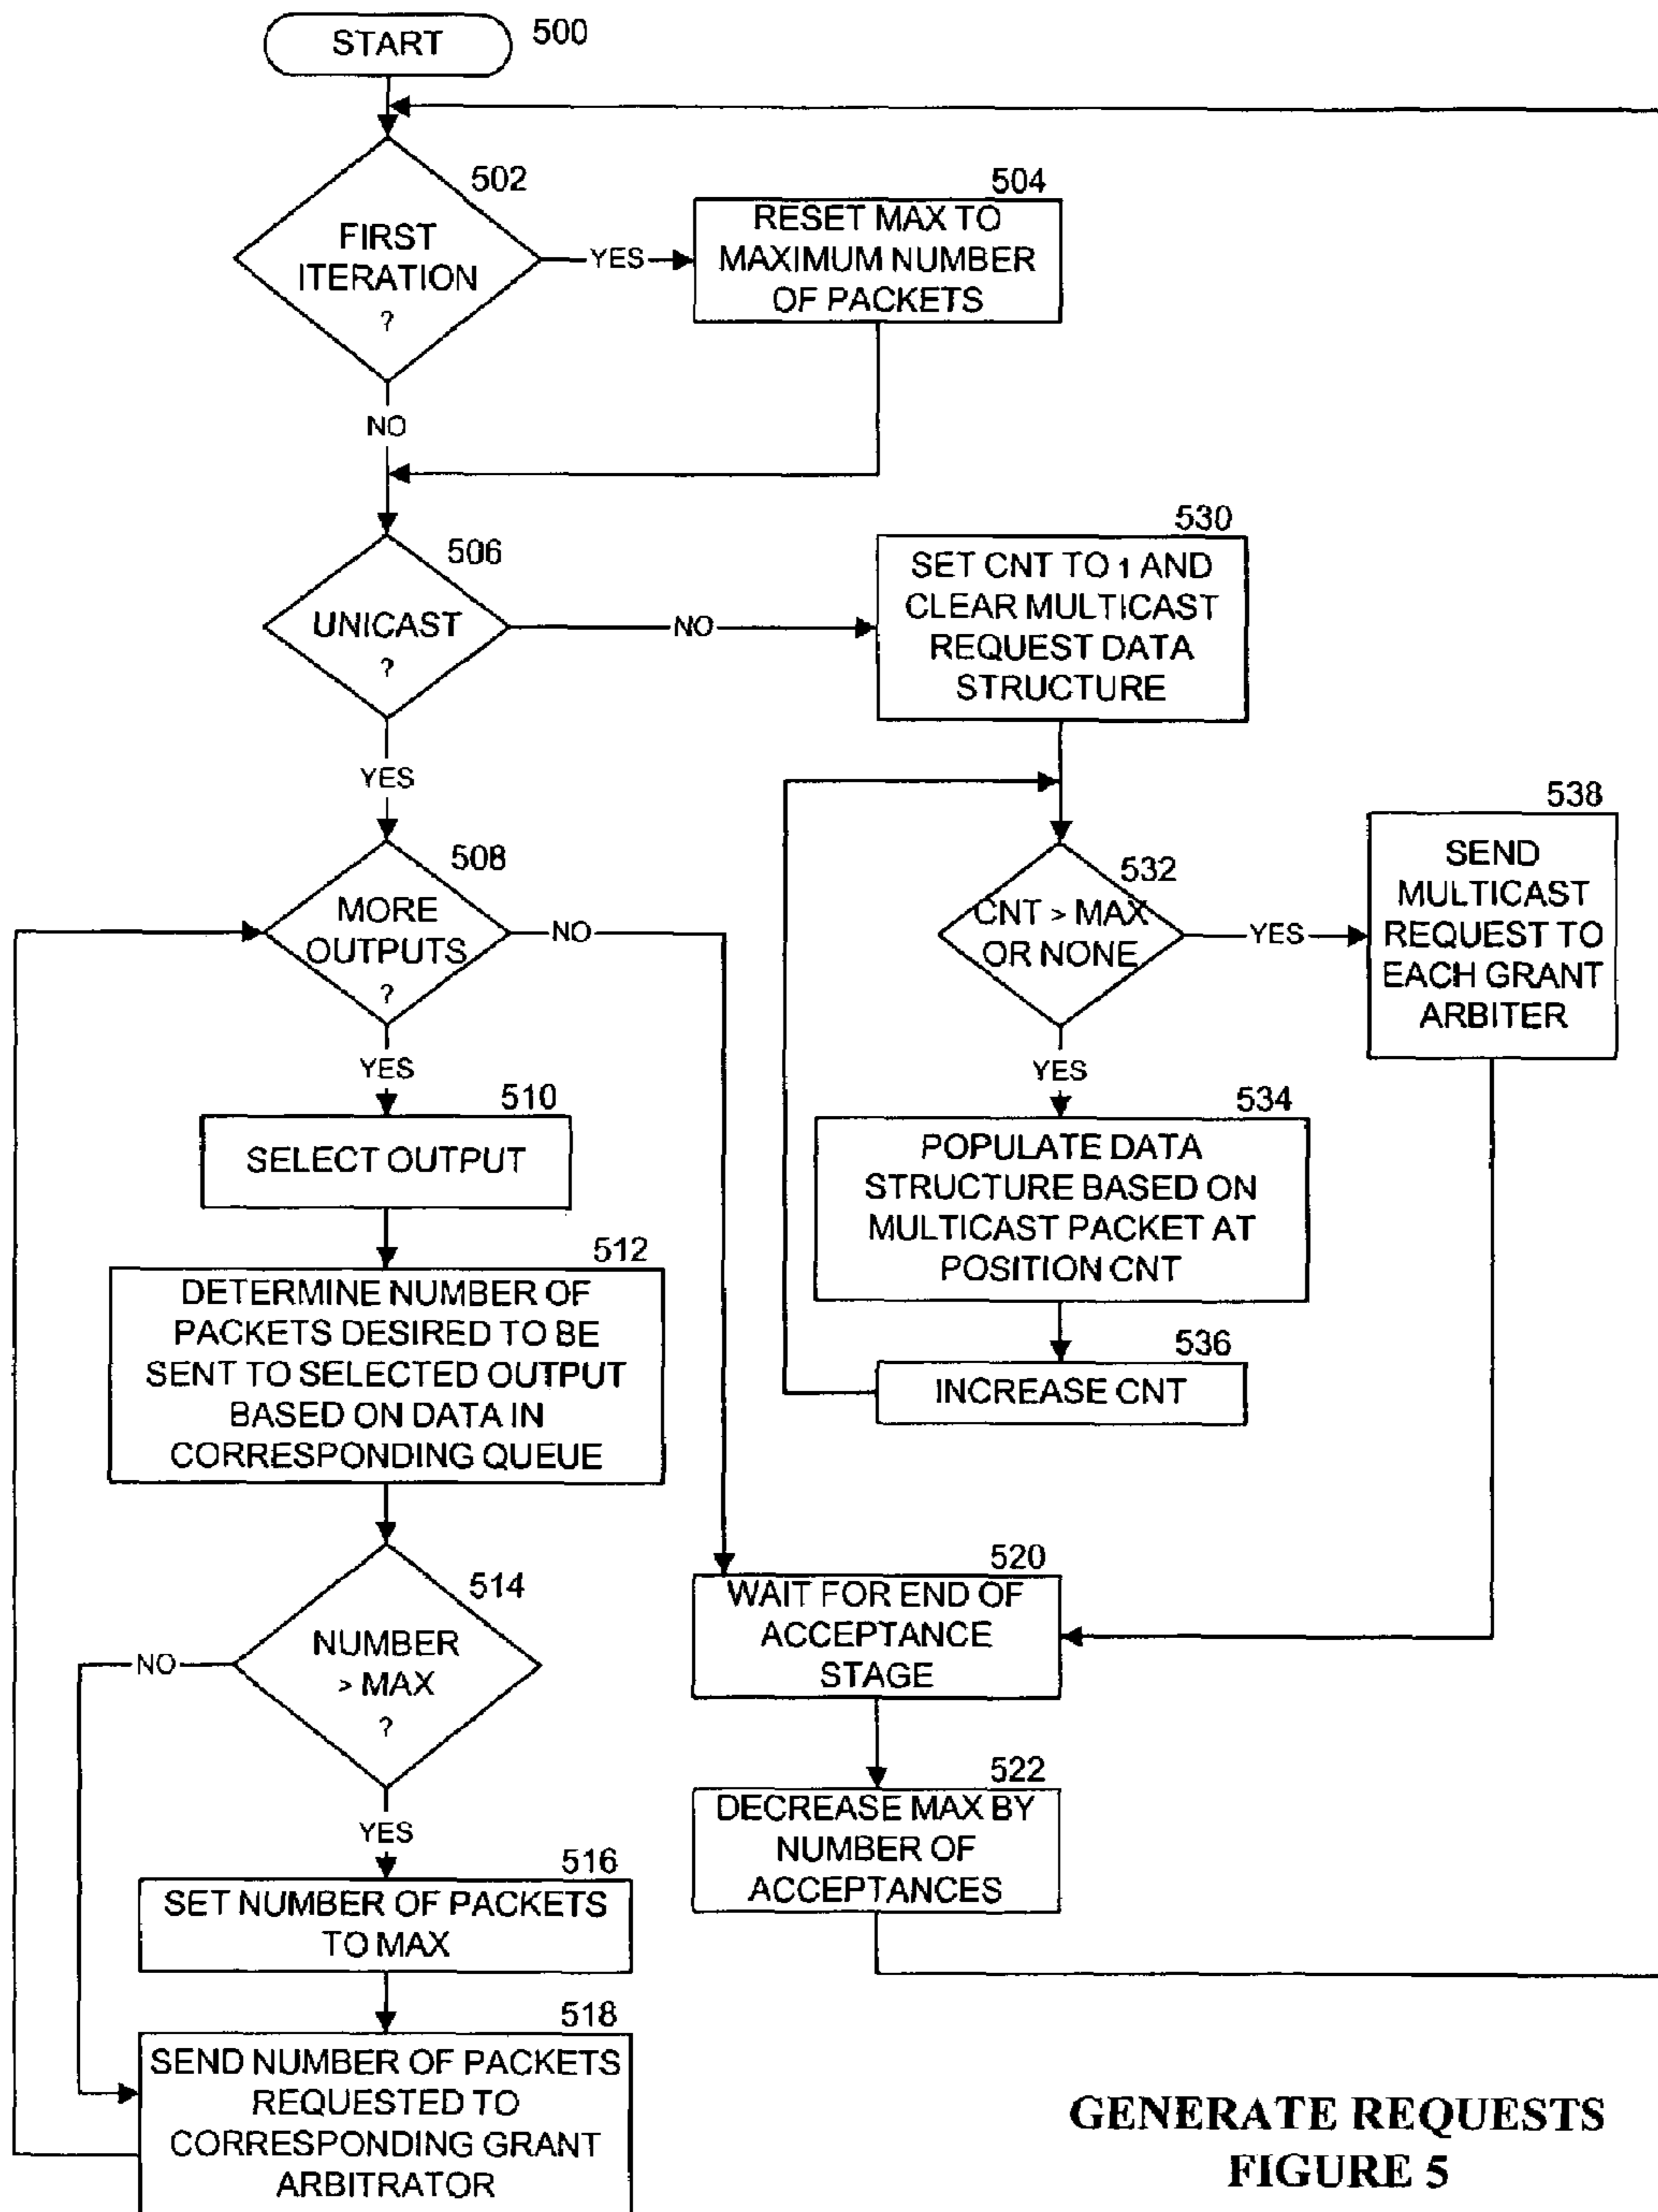 START
500
502
FIRST
ITERATION
?
YES
504
RESET MAX TO
MAXIMUM NUMBER
OF PACKETS
NO
506
UNICAST
?
NO
530
SET CNT TO 1 AND
CLEAR MULTICAST
REQUEST DATA
STRUCTURE
YES
508
MORE
OUTPUTS
?
NO
532
CNT > MAX
OR NONE
YES
538
SEND
MULTICAST
REQUEST TO
EACH GRANT
ARBITER
YES
510
SELECT OUTPUT
YES
534
POPULATE DATA
STRUCTURE BASED ON
MULTICAST PACKET AT
POSITION CNT
512
DETERMINE NUMBER OF
PACKETS DESIRED TO BE
SENT TO SELECTED OUTPUT
BASED ON DATA IN
CORRESPONDING QUEUE
536
INCREASE CNT
514
NUMBER
> MAX
?
NO
520
WAIT FOR END OF
ACCEPTANCE
STAGE
YES
516
SET NUMBER OF PACKETS
TO MAX
522
DECREASE MAX BY
NUMBER OF
ACCEPTANCES
518
SEND NUMBER OF PACKETS
REQUESTED TO
CORRESPONDING GRANT
ARBITRATOR
GENERATE REQUESTS
FIGURE 5